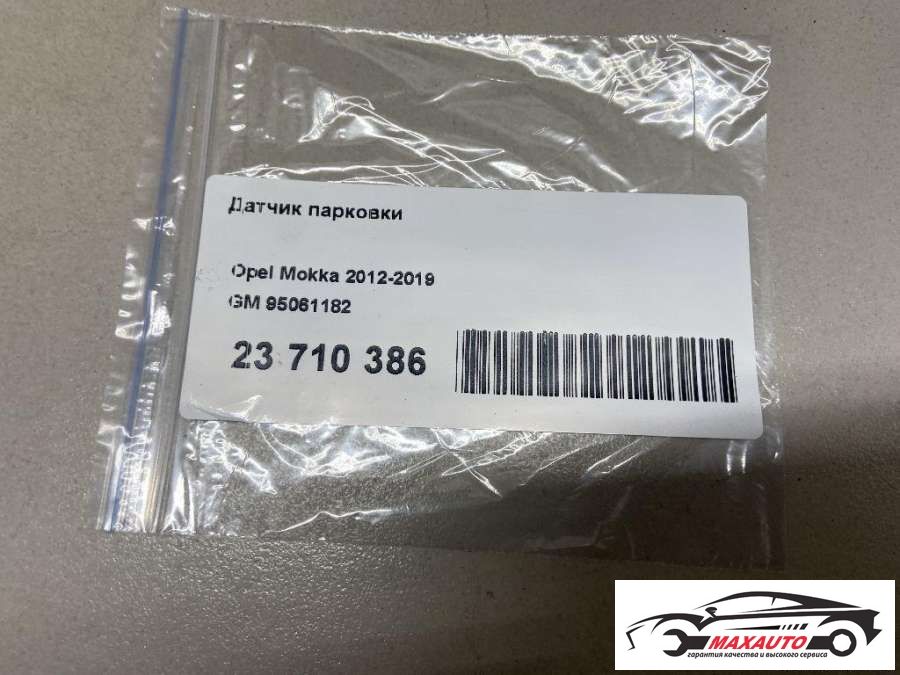 Датчик парковки
Opel Mokka 2012-2019
GM 95061182
23 710 386
MAXAUTO
гарантия качества и высокого сервиса